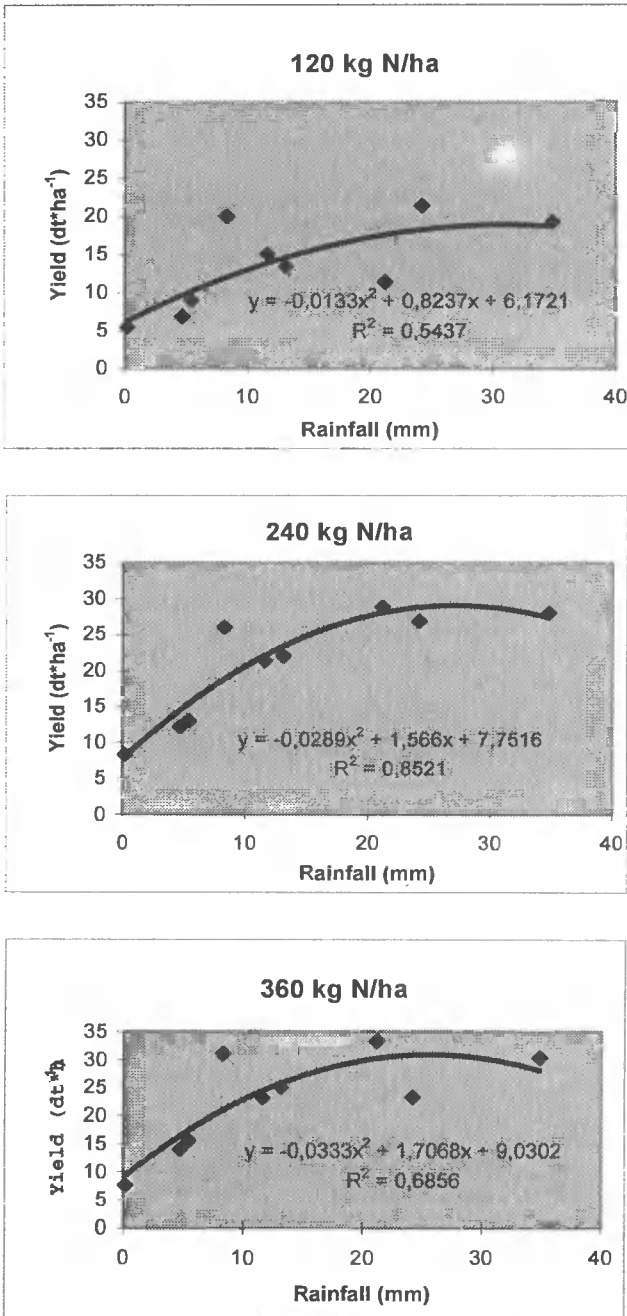 120 kg N/ha
Yield (dt*ha⁻¹)
35
30
25
20
15
10
5
0
y = -0,0133x² + 0,8237x + 6,1721
R² = 0,5437
0 10 20 30 40
Rainfall (mm)
240 kg N/ha
Yield (dt*ha⁻¹)
35
30
25
20
15
10
5
0
y = -0,0289x² + 1,566x + 7,7516
R² = 0,8521
0 10 20 30 40
Rainfall (mm)
360 kg N/ha
Yield
35
30
25
20
15
10
5
0
y = -0,0333x² + 1,7068x + 9,0302
R² = 0,6856
0 10 20 30 40
Rainfall (mm)